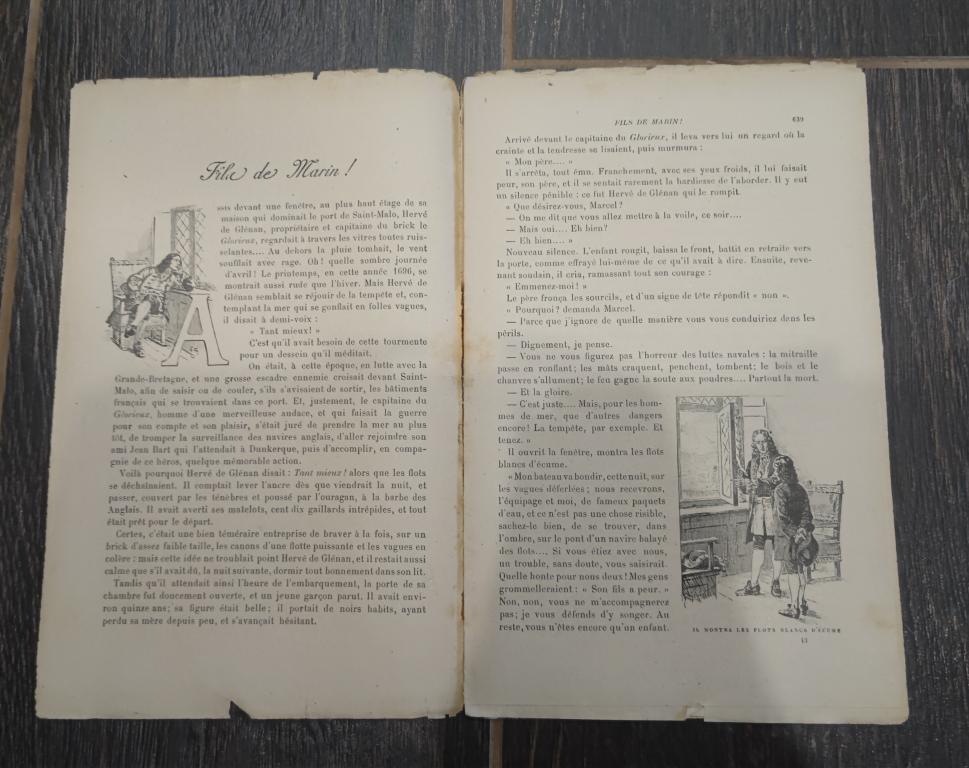 Fils de Marin !
Assis devant une fenêtre, au plus haut étage de sa
maison qui dominait le port de Saint-Malo, Hervé
de Glénan, propriétaire et capitaine du brick le
Glorieux, regardait à travers les vitres toutes ruis-
selantes.... Au dehors la pluie tombait, le vent
soufflait avec rage. Oh! quelle sombre journée
d'avril! Le printemps, en cette année 1696, se
montrait aussi rude que l'hiver. Mais Hervé de
Glénan semblait se réjouir de la tempête et, con-
templant la mer qui se gonflait en folles vagues,
il disait à demi-voix :
« Tant mieux! »
C'est qu'il avait besoin de cette tourmente
pour un dessein qu'il méditait.
On était, à cette époque, en lutte avec la
Grande-Bretagne, et une grosse escadre ennemie croisait devant Saint-
Malo, afin de saisir ou de couler, s'ils s'avisaient de sortir, les bâtiments
français qui se trouvaient dans ce port. Et, justement, le capitaine du
Glorieux, homme d'une merveilleuse audace, et qui faisait la guerre
pour son compte et son plaisir, s'était juré de prendre la mer au plus
tôt, de tromper la surveillance des navires anglais, d'aller rejoindre son
ami Jean Bart qui l'attendait à Dunkerque, puis d'accomplir, en compa-
gnie de ce héros, quelque mémorable action.
Voilà pourquoi Hervé de Glénan disait : Tant mieux! alors que les flots
se déchaînaient. Il comptait lever l'ancre dès que viendrait la nuit, et
passer, couvert par les ténèbres et poussé par l'ouragan, à la barbe des
Anglais. Il avait averti ses matelots, cent dix gaillards intrépides, et tout
était prêt pour le départ.
Certes, c'était une bien téméraire entreprise de braver à la fois, sur un
brick d'assez faible taille, les canons d'une flotte puissante et les vagues en
colère : mais cette idée ne troublait point Hervé de Glénan, et il restait aussi
calme que s'il avait dû, la nuit suivante, dormir tout bonnement dans son lit.
Tandis qu'il attendait ainsi l'heure de l'embarquement, la porte de sa
chambre fut doucement ouverte, et un jeune garçon parut. Il avait envi-
ron quinze ans; sa figure était belle; il portait de noirs habits, ayant
perdu sa mère depuis peu, et s'avançait hésitant.
FILS DE MARIN! 639
Arrivé devant le capitaine du Glorieux, il leva vers lui un regard où la
crainte et la tendresse se lisaient, puis murmura :
« Mon père.... »
Il s'arrêta, tout ému. Franchement, avec ses yeux froids, il lui faisait
peur, son père, et il se sentait rarement la hardiesse de l'aborder. Il y eut
un silence pénible : ce fut Hervé de Glénan qui le rompit.
« Que désirez-vous, Marcel?
— On me dit que vous allez mettre à la voile, ce soir....
— Mais oui.... Eh bien?
— Eh bien.... »
Nouveau silence. L'enfant rougit, baissa le front, battit en retraite vers
la porte, comme effrayé lui-même de ce qu'il avait à dire. Ensuite, reve-
nant soudain, il cria, ramassant tout son courage :
« Emmenez-moi! »
Le père fronça les sourcils, et d'un signe de tête répondit « non ».
« Pourquoi? demanda Marcel.
— Parce que j'ignore de quelle manière vous vous conduiriez dans les
périls.
— Dignement, je pense.
— Vous ne vous figurez pas l'horreur des luttes navales : la mitraille
passe en ronflant; les mâts craquent, penchent, tombent; le bois et le
chanvre s'allument; le feu gagne la soute aux poudres.... Partout la mort.
— Et la gloire.
— C'est juste.... Mais, pour les hom-
mes de mer, que d'autres dangers
encore! La tempête, par exemple. Et
tenez. »
Il ouvrit la fenêtre, montra les flots
blancs d'écume.
« Mon bateau va bondir, cette nuit, sur
les vagues déferlées; nous recevrons,
l'équipage et moi, de fameux paquets
d'eau, et ce n'est pas une chose risible,
sachez-le bien, de se trouver, dans
l'ombre, sur le pont d'un navire balayé
des flots.... Si vous étiez avec nous,
un trouble, sans doute, vous saisirait.
Quelle honte pour nous deux! Mes gens
grommelleraient : « Son fils a peur. »
Non, non, vous ne m'accompagnerez
pas; je vous défends d'y songer. Au
reste, vous n'êtes encore qu'un enfant.
IL MONTRA LES FLOTS BLANCS D'ÉCUME
43